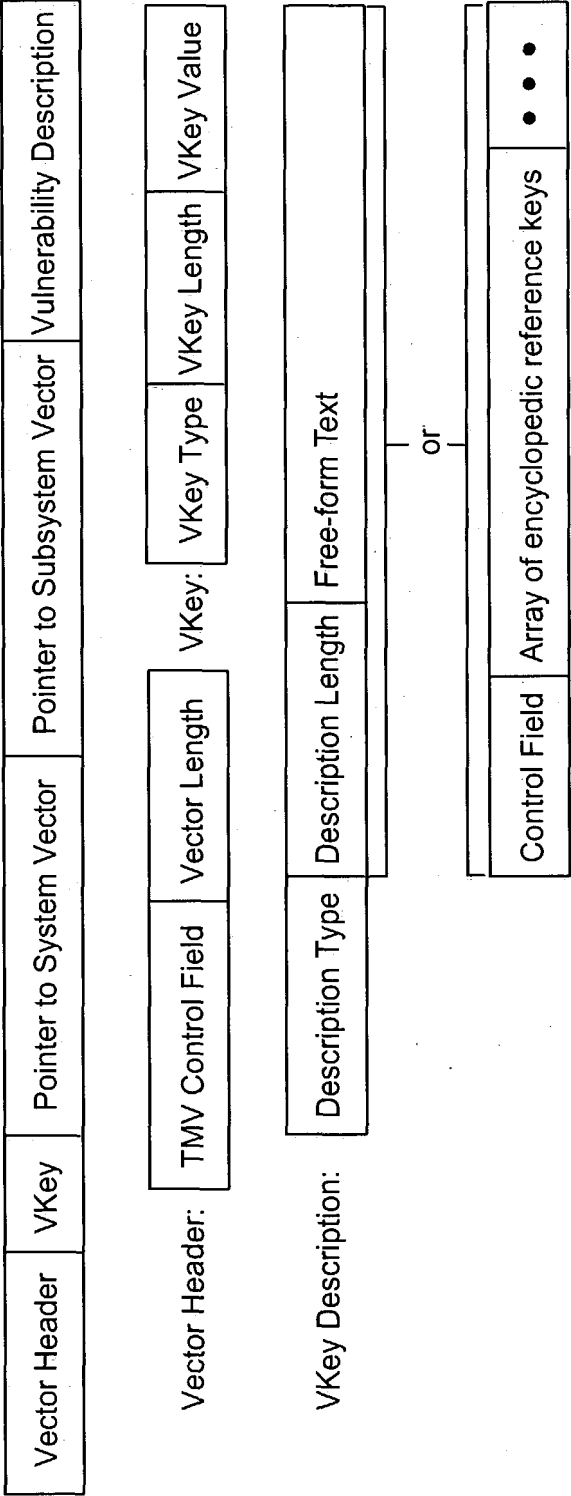 Vector Header VKey Pointer to System Vector Pointer to Subsystem Vector Vulnerability Description
Vector Header: TMV Control Field Vector Length VKey: VKey Type VKey Length VKey Value
VKey Description: Description Type Description Length Free-form Text
or
Control Field Array of encyclopedic reference keys • • •